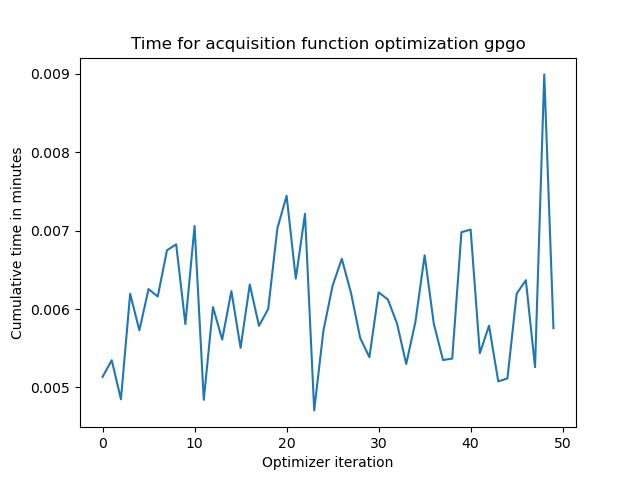 Time for acquisition function optimization gpgo
Cumulative time in minutes
0.009
0.008
0.007
0.006
0.005
0 10 20 30 40 50
Optimizer iteration